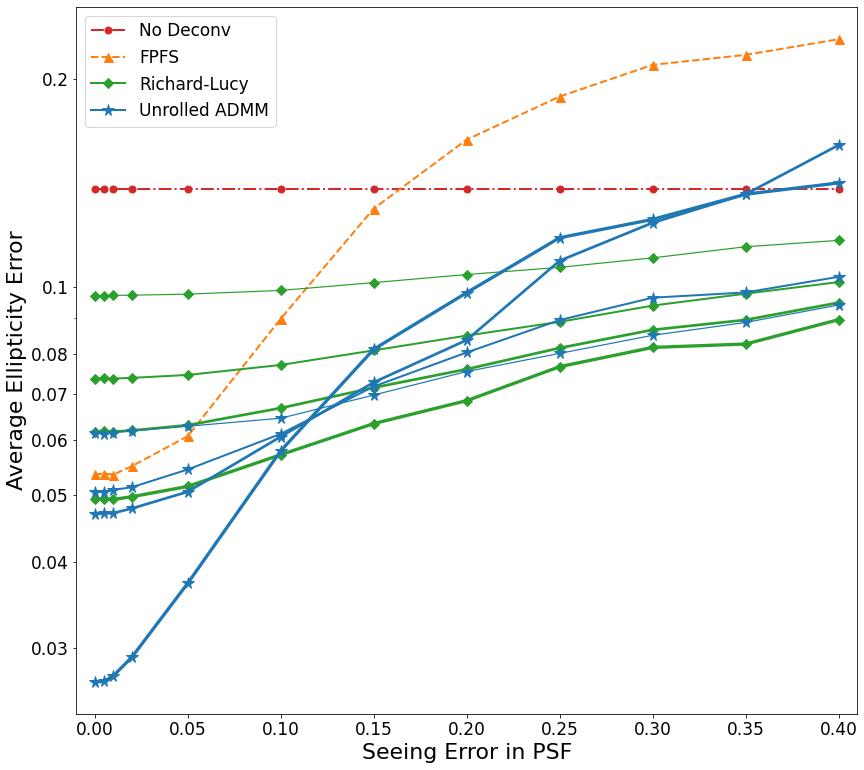 No Deconv
FPFS
Richard-Lucy
Unrolled ADMM
Average Ellipticity Error
0.2
0.1
0.08
0.07
0.06
0.05
0.04
0.03
0.00 0.05 0.10 0.15 0.20 0.25 0.30 0.35 0.40
Seeing Error in PSF